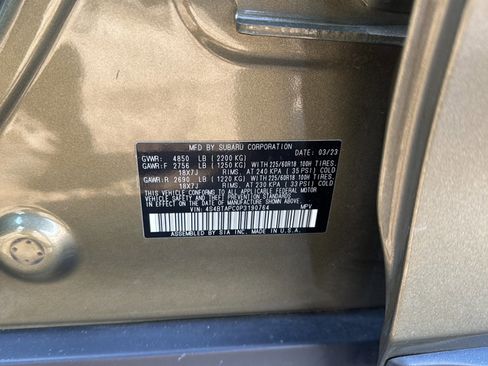 MFD BY SUBARU CORPORATION
DATE: 03/23
GVWR: 4850 LB (2200 KG)
GAWR:F 2756 LB (1250 KG) WITH 225/60R18 100H TIRES,
18X7J RIMS, AT 240 KPA (35 PSI) COLD
GAWR:R 2690 LB (1220 KG) WITH 225/60R18 100H TIRES,
18X7J RIMS, AT 230 KPA (33 PSI) COLD
THIS VEHICLE CONFORMS TO ALL APPLICABLE FEDERAL MOTOR
VEHICLE SAFETY AND THEFT PREVENTION STANDARDS
IN EFFECT ON THE DATE OF MANUFACTURE SHOWN ABOVE.
VIN: 4S4BTAPC0P3190764 MPV
ASSEMBLED BY SIA INC. MADE IN U.S.A.